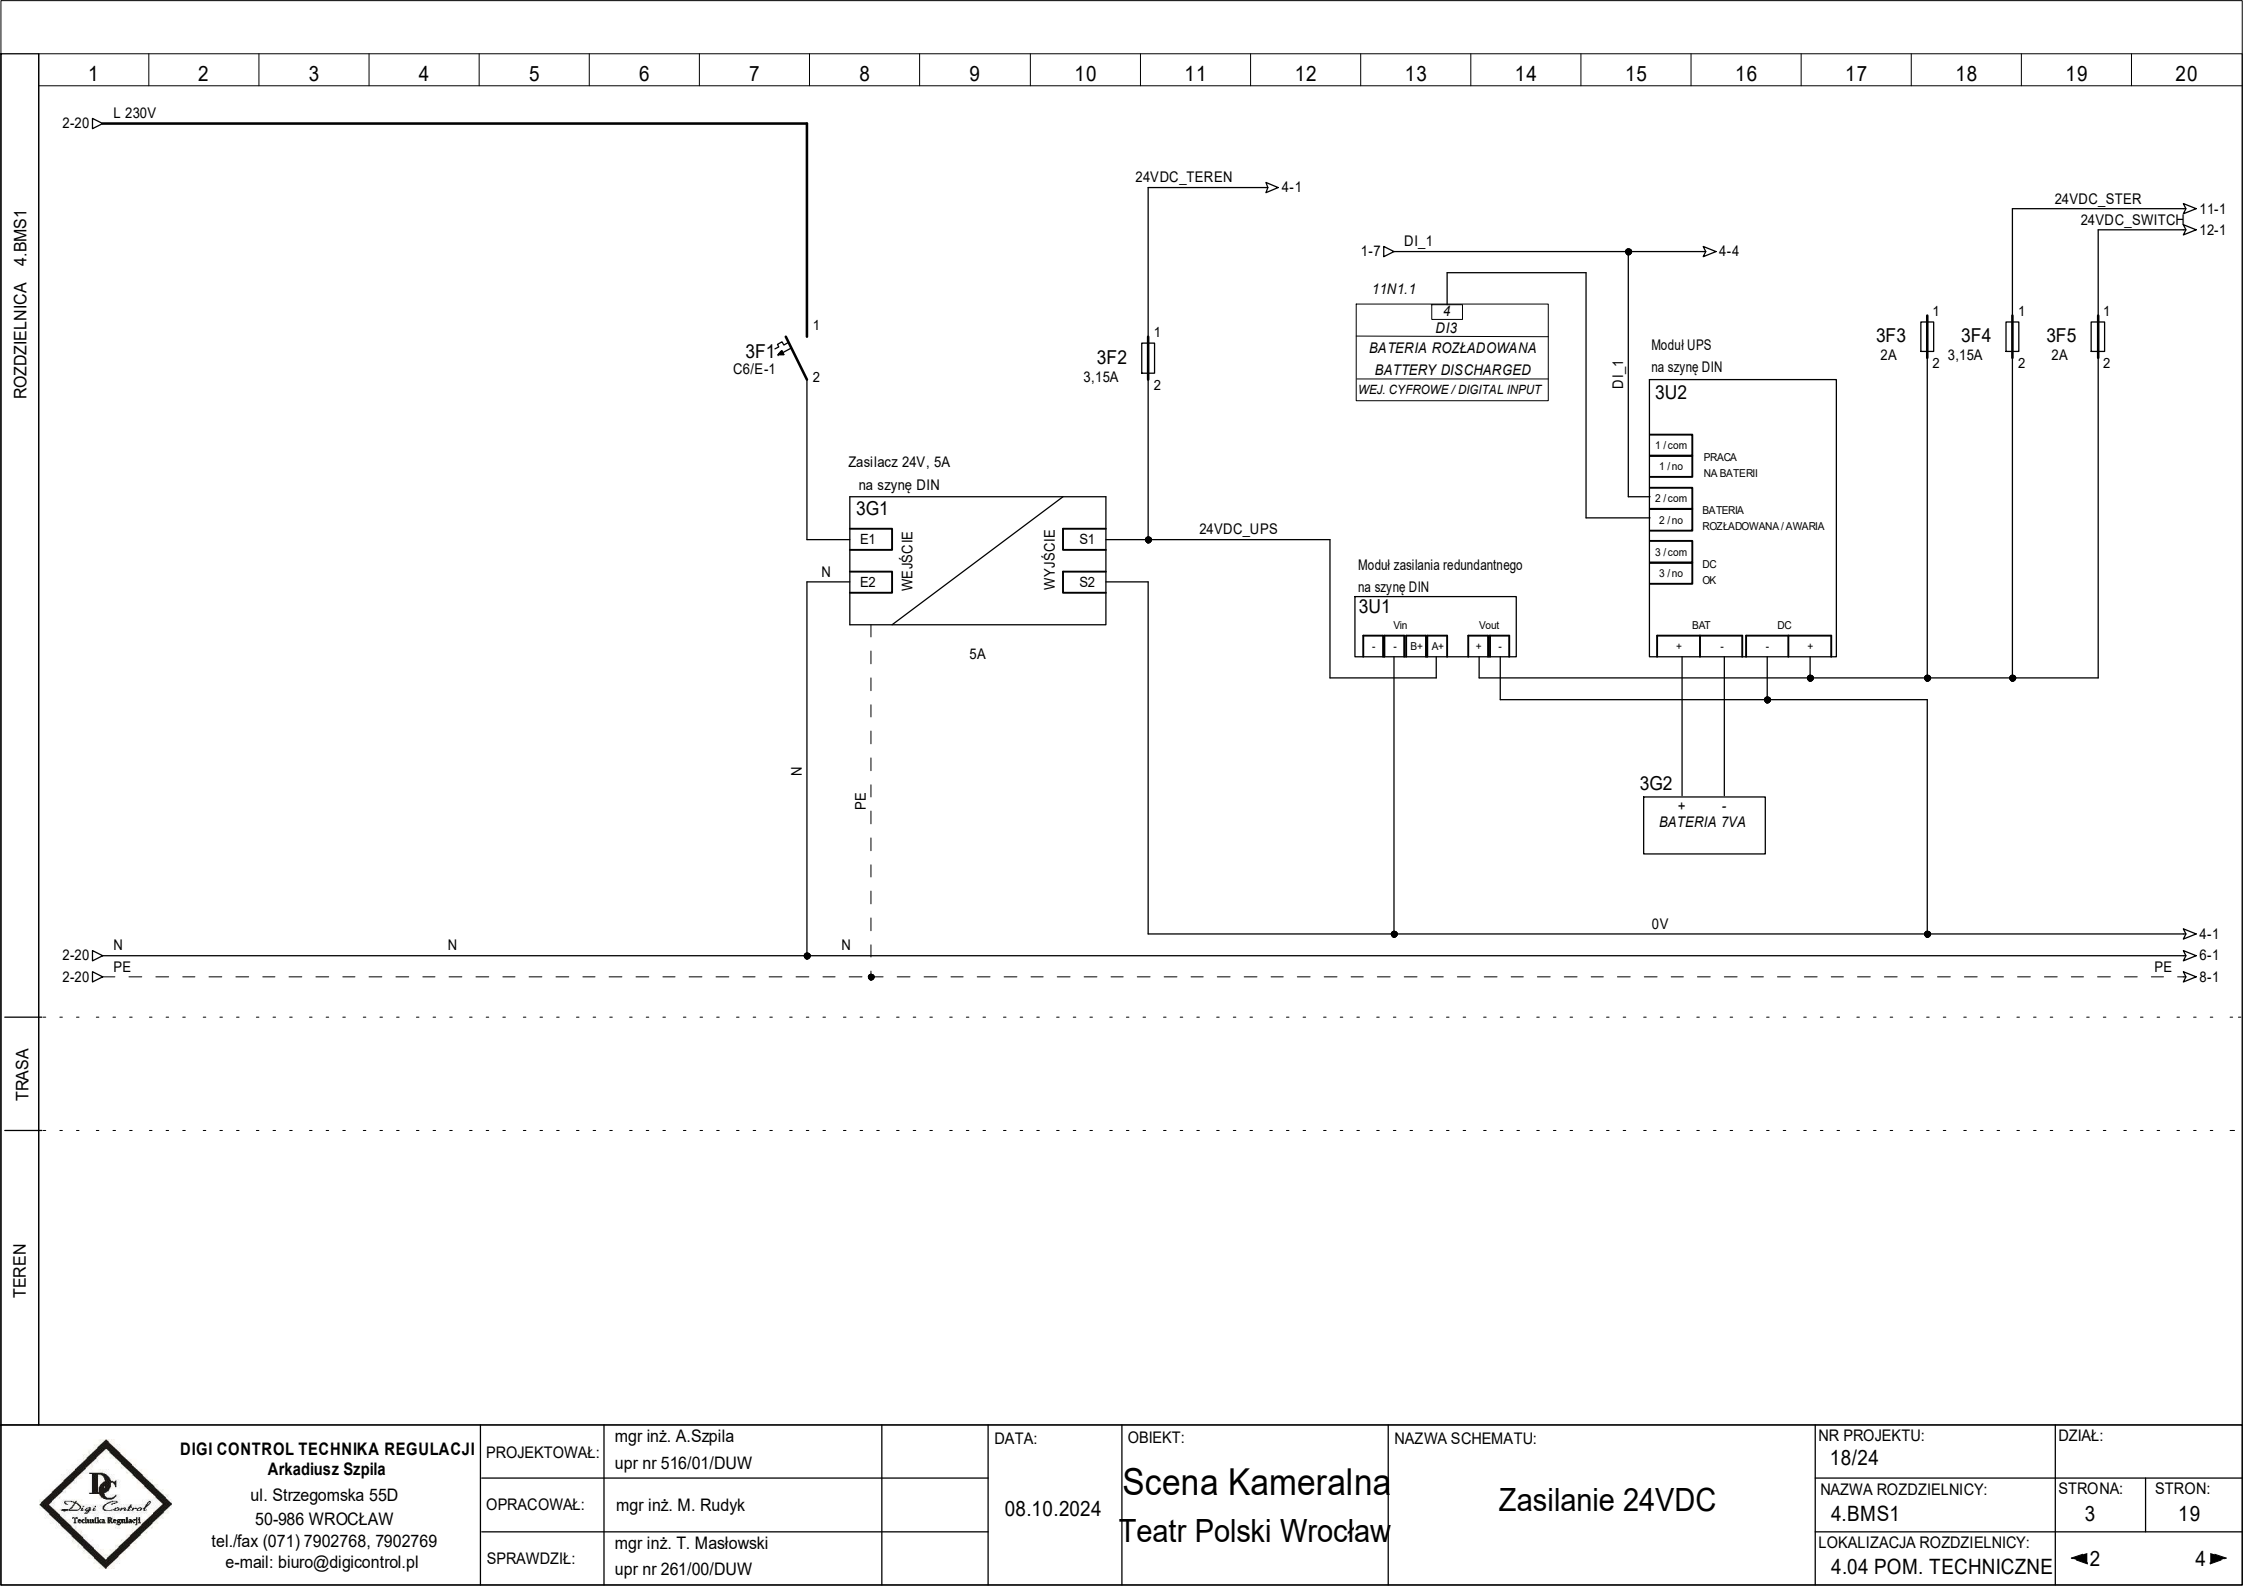 1 2 3 4 5 6 7 8 9 10 11 12 13 14 15 16 17 18 19 20
ROZDZIELNICA 4.BMS1
TRASA
TEREN
2-20 L 230V
24VDC_TEREN 4-1
24VDC_STER 11-1
24VDC_SWITCH 12-1
1-7 DI_1 4-4
11N1.1
4
DI3
BATERIA ROZŁADOWANA
BATTERY DISCHARGED
WEJ. CYFROWE / DIGITAL INPUT
DI_1
1
3F1
C6/E-1
2
1
3F2
3,15A
2
1
3F3
2A
2
1
3F4
3,15A
2
1
3F5
2A
2
Moduł UPS
na szynę DIN
3U2
1 / com
1 / no
PRACA
NA BATERII
2 / com
2 / no
BATERIA
ROZŁADOWANA / AWARIA
3 / com
3 / no
DC
OK
BAT DC
+ - - +
Zasilacz 24V, 5A
na szynę DIN
3G1
E1
E2
WEJŚCIE
WYJŚCIE
S1
S2
N
5A
24VDC_UPS
Moduł zasilania redundantnego
na szynę DIN
3U1
Vin Vout
- - B+ A+ + -
N
PE
3G2
+ -
BATERIA 7VA
0V 4-1
2-20 N N N 6-1
2-20 PE PE 8-1
Digi Control
Technika Regulacji
DIGI CONTROL TECHNIKA REGULACJI
Arkadiusz Szpila
ul. Strzegomska 55D
50-986 WROCŁAW
tel./fax (071) 7902768, 7902769
e-mail: biuro@digicontrol.pl
PROJEKTOWAŁ:
mgr inż. A.Szpila
upr nr 516/01/DUW
OPRACOWAŁ:
mgr inż. M. Rudyk
SPRAWDZIŁ:
mgr inż. T. Masłowski
upr nr 261/00/DUW
DATA:
08.10.2024
OBIEKT:
Scena Kameralna
Teatr Polski Wrocław
NAZWA SCHEMATU:
Zasilanie 24VDC
NR PROJEKTU:
18/24
DZIAŁ:
NAZWA ROZDZIELNICY:
4.BMS1
STRONA:
3
STRON:
19
LOKALIZACJA ROZDZIELNICY:
4.04 POM. TECHNICZNE
2 4